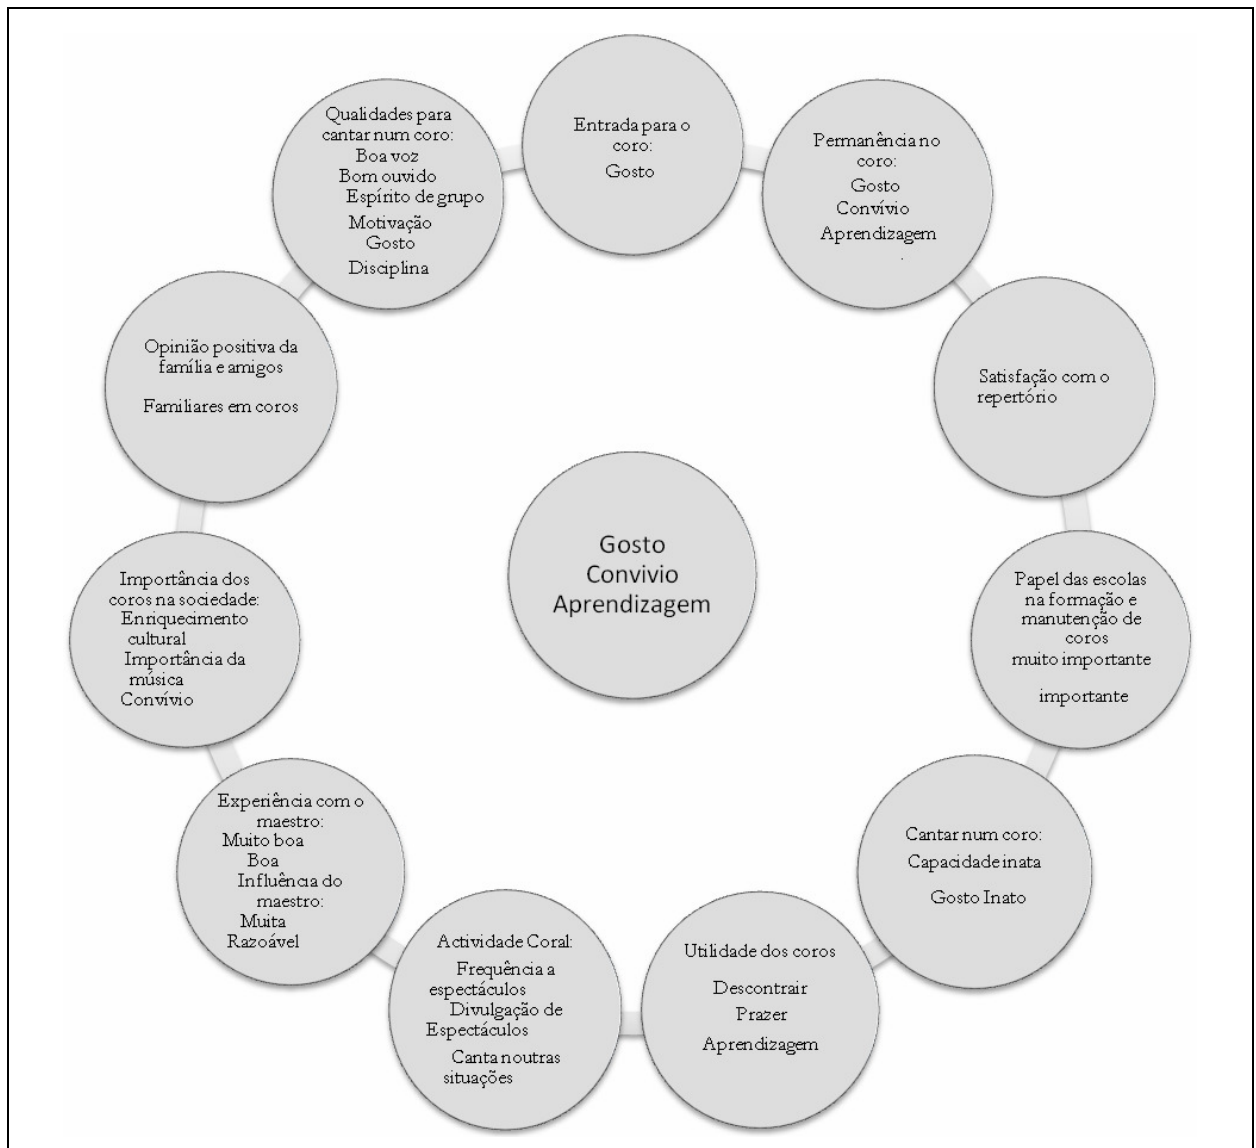 Entrada para o
coro:
Gosto
Permanência no
coro:
Gosto
Convívio
Aprendizagem
Satisfação com o
repertório
Papel das escolas
na formação e
manutenção de
coros
muito importante
importante
Cantar num coro:
Capacidade inata
Gosto Inato
Utilidade dos coros
Descontrair
Prazer
Aprendizagem
Actividade Coral:
Frequência a
espectáculos
Divulgação de
Espectáculos
Canta noutras
situações
Experiência com o
maestro:
Muito boa
Boa
Influência do
maestro:
Muita
Razoável
Importância dos
coros na sociedade:
Enriquecimento
cultural
Importância da
música
Convívio
Opinião positiva da
família e amigos
Familiares em coros
Qualidades para
cantar num coro:
Boa voz
Bom ouvido
Espírito de grupo
Motivação
Gosto
Disciplina
Gosto
Convivio
Aprendizagem